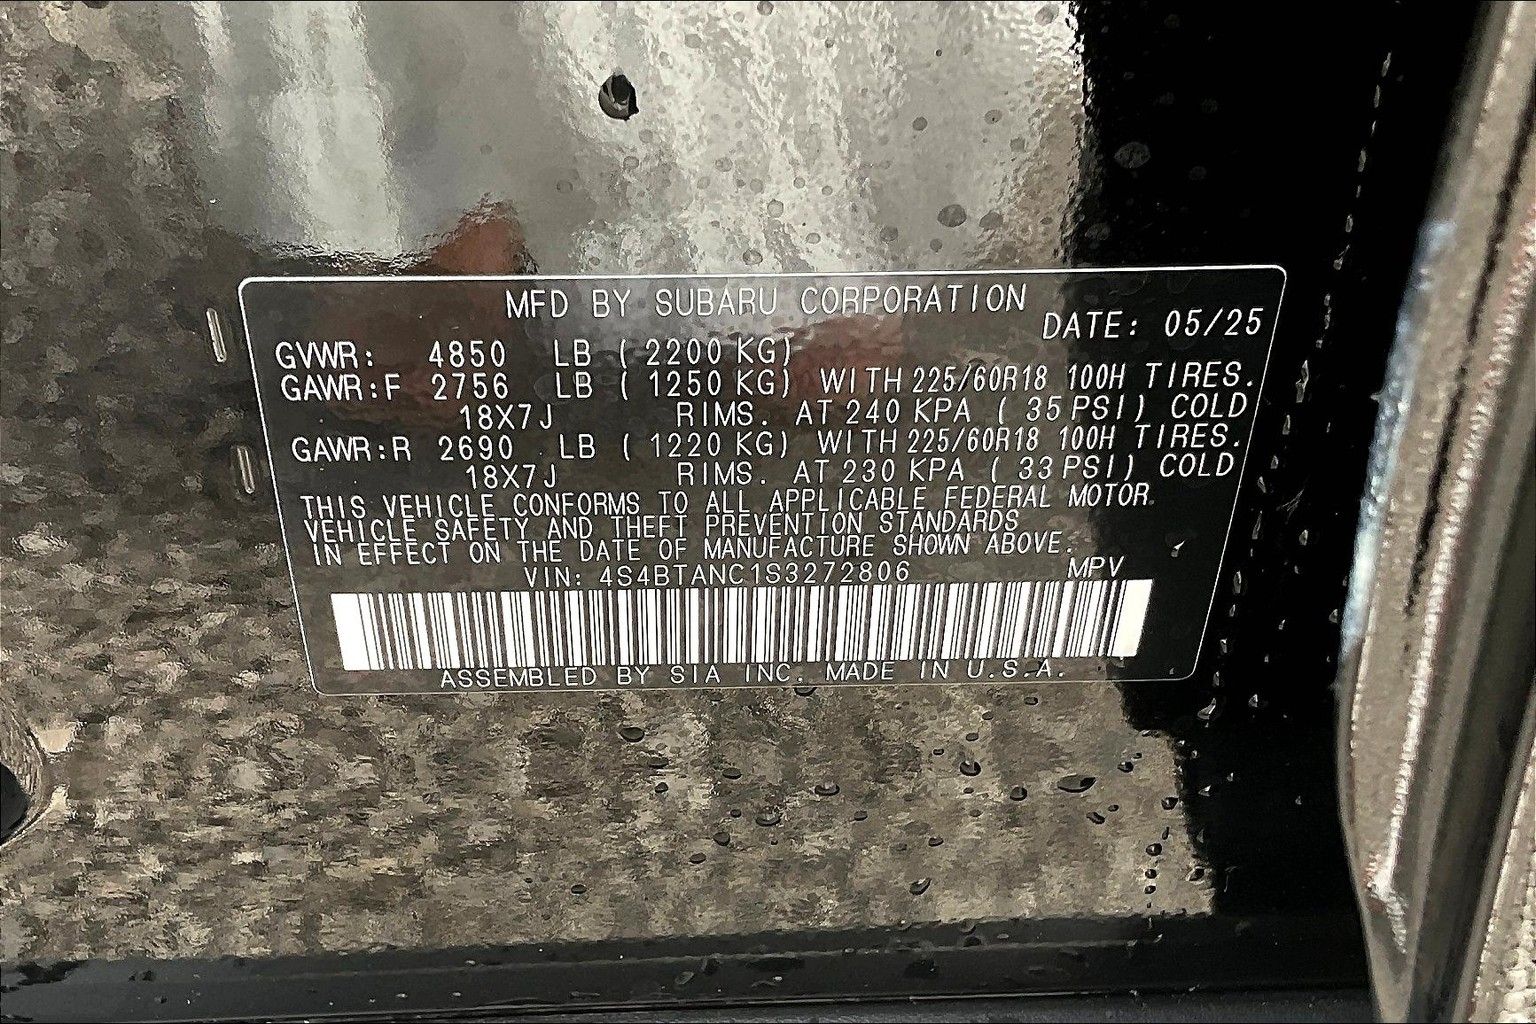 MFD BY SUBARU CORPORATION
DATE: 05/25
GVWR: 4850 LB ( 2200 KG)
GAWR:F 2756 LB ( 1250 KG) WITH 225/60R18 100H TIRES.
18X7J RIMS. AT 240 KPA ( 35 PSI) COLD
GAWR:R 2690 LB ( 1220 KG) WITH 225/60R18 100H TIRES.
18X7J RIMS. AT 230 KPA ( 33 PSI) COLD
THIS VEHICLE CONFORMS TO ALL APPLICABLE FEDERAL MOTOR
VEHICLE SAFETY AND THEFT PREVENTION STANDARDS
IN EFFECT ON THE DATE OF MANUFACTURE SHOWN ABOVE.
VIN: 4S4BTANC1S3272806 MPV
ASSEMBLED BY SIA INC. MADE IN U.S.A.